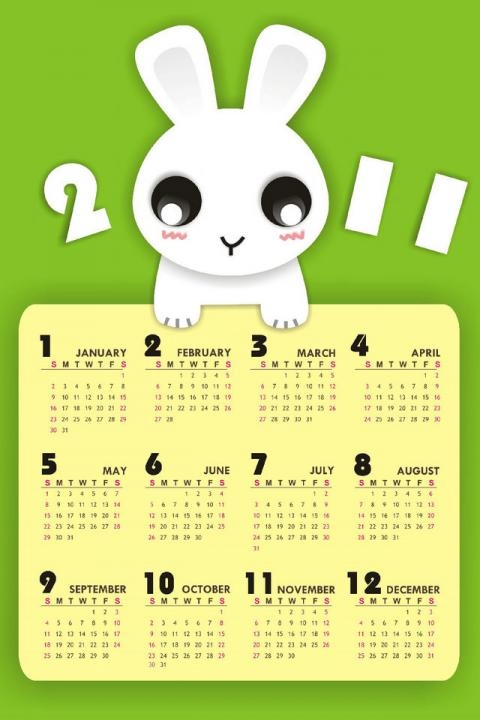 2 11
1 JANUARY
S M T W T F S
1
2 3 4 5 6 7 8
9 10 11 12 13 14 15
16 17 18 19 20 21 22
23 24 25 26 27 28 29
30 31
2 FEBRUARY
S M T W T F S
1 2 3 4 5
6 7 8 9 10 11 12
13 14 15 16 17 18 19
20 21 22 23 24 25 26
27 28
3 MARCH
S M T W T F S
1 2 3 4 5
6 7 8 9 10 11 12
13 14 15 16 17 18 19
20 21 22 23 24 25 26
27 28 29 30 31
4 APRIL
S M T W T F S
1 2
3 4 5 6 7 8 9
10 11 12 13 14 15 16
17 18 19 20 21 22 23
24 25 26 27 28 29 30
5 MAY
S M T W T F S
1 2 3 4 5 6 7
8 9 10 11 12 13 14
15 16 17 18 19 20 21
22 23 24 25 26 27 28
29 30 31
6 JUNE
S M T W T F S
1 2 3 4
5 6 7 8 9 10 11
12 13 14 15 16 17 18
19 20 21 22 23 24 25
26 27 28 29 30
7 JULY
S M T W T F S
1 2
3 4 5 6 7 8 9
10 11 12 13 14 15 16
17 18 19 20 21 22 23
24 25 26 27 28 29 30
31
8 AUGUST
S M T W T F S
1 2 3 4 5 6
7 8 9 10 11 12 13
14 15 16 17 18 19 20
21 22 23 24 25 26 27
28 29 30 31
9 SEPTEMBER
S M T W T F S
1 2 3
4 5 6 7 8 9 10
11 12 13 14 15 16 17
18 19 20 21 22 23 24
25 26 27 28 29 30
10 OCTOBER
S M T W T F S
1
2 3 4 5 6 7 8
9 10 11 12 13 14 15
16 17 18 19 20 21 22
23 24 25 26 27 28 29
30 31
11 NOVEMBER
S M T W T F S
1 2 3 4 5
6 7 8 9 10 11 12
13 14 15 16 17 18 19
20 21 22 23 24 25 26
27 28 29 30
12 DECEMBER
S M T W T F S
1 2 3
4 5 6 7 8 9 10
11 12 13 14 15 16 17
18 19 20 21 22 23 24
25 26 27 28 29 30 31